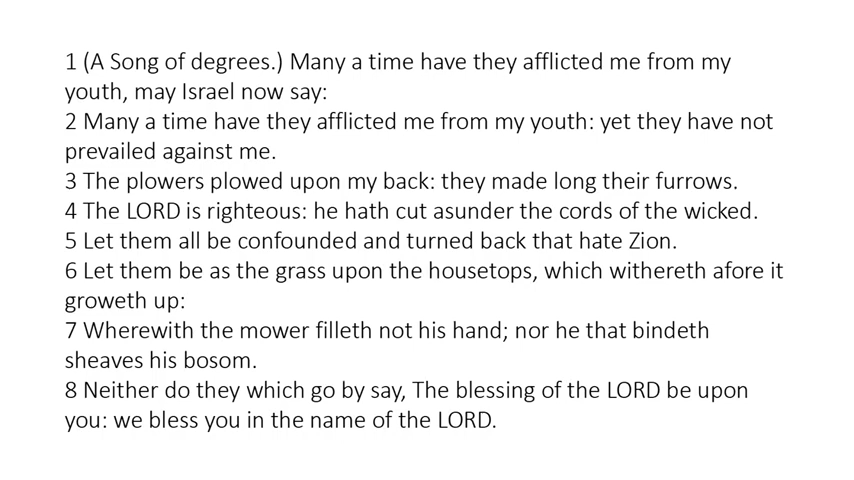 1 (A Song of degrees.) Many a time have they afflicted me from my
youth, may Israel now say:
2 Many a time have they afflicted me from my youth: yet they have not
prevailed against me.
3 The plowers plowed upon my back: they made long their furrows.
4 The LORD is righteous: he hath cut asunder the cords of the wicked.
5 Let them all be confounded and turned back that hate Zion.
6 Let them be as the grass upon the housetops, which withereth afore it
groweth up:
7 Wherewith the mower filleth not his hand; nor he that bindeth
sheaves his bosom.
8 Neither do they which go by say, The blessing of the LORD be upon
you: we bless you in the name of the LORD.